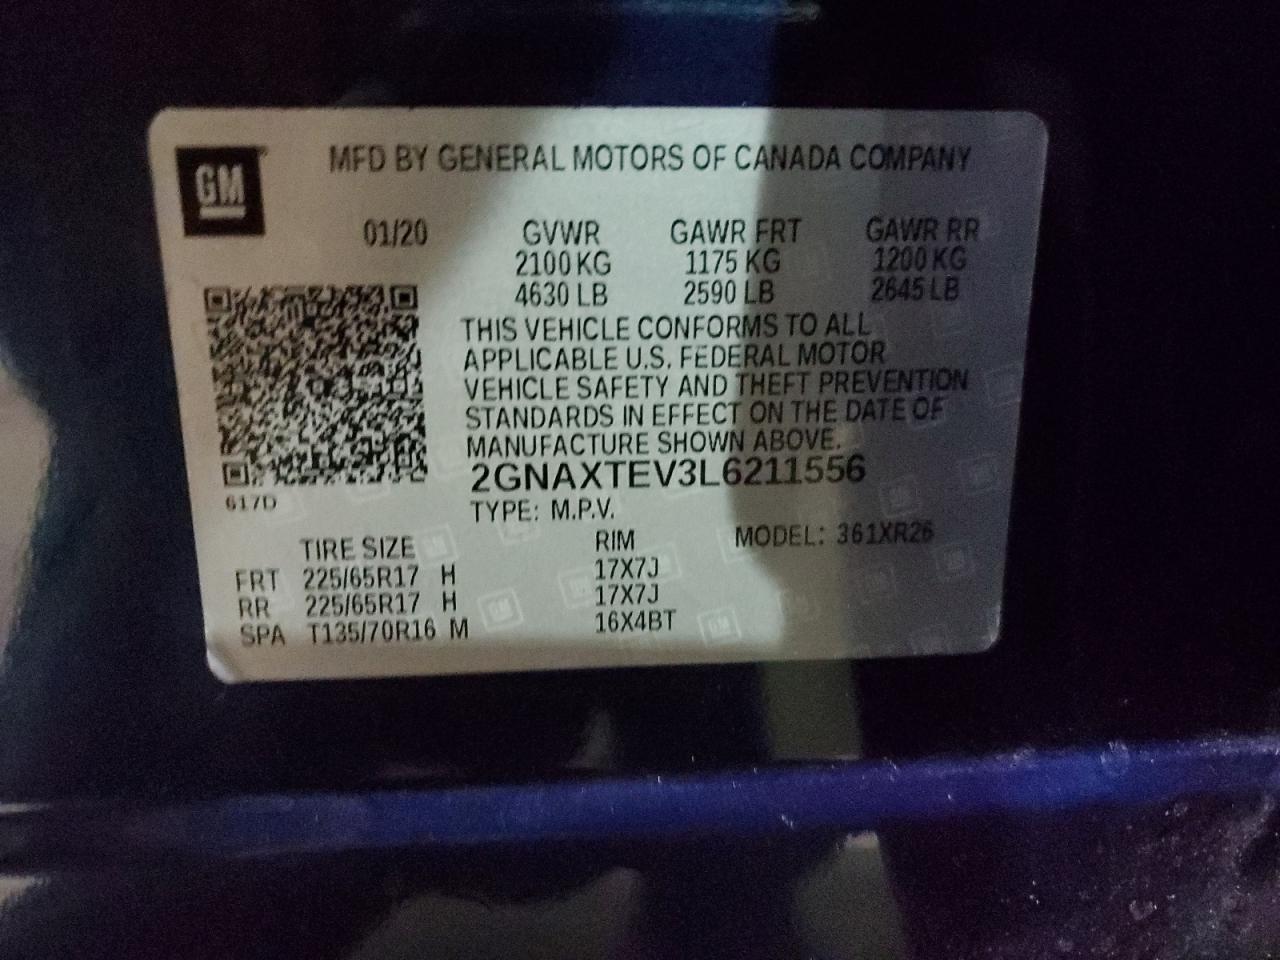 GM
MFD BY GENERAL MOTORS OF CANADA COMPANY
01/20 GVWR GAWR FRT GAWR RR
2100 KG 1175 KG 1200 KG
4630 LB 2590 LB 2645 LB
THIS VEHICLE CONFORMS TO ALL
APPLICABLE U.S. FEDERAL MOTOR
VEHICLE SAFETY AND THEFT PREVENTION
STANDARDS IN EFFECT ON THE DATE OF
MANUFACTURE SHOWN ABOVE.
2GNAXTEV3L6211556
617D
TYPE: M.P.V.
TIRE SIZE RIM MODEL: 361XR26
FRT 225/65R17 H 17X7J
RR 225/65R17 H 17X7J
SPA T135/70R16 M 16X4BT